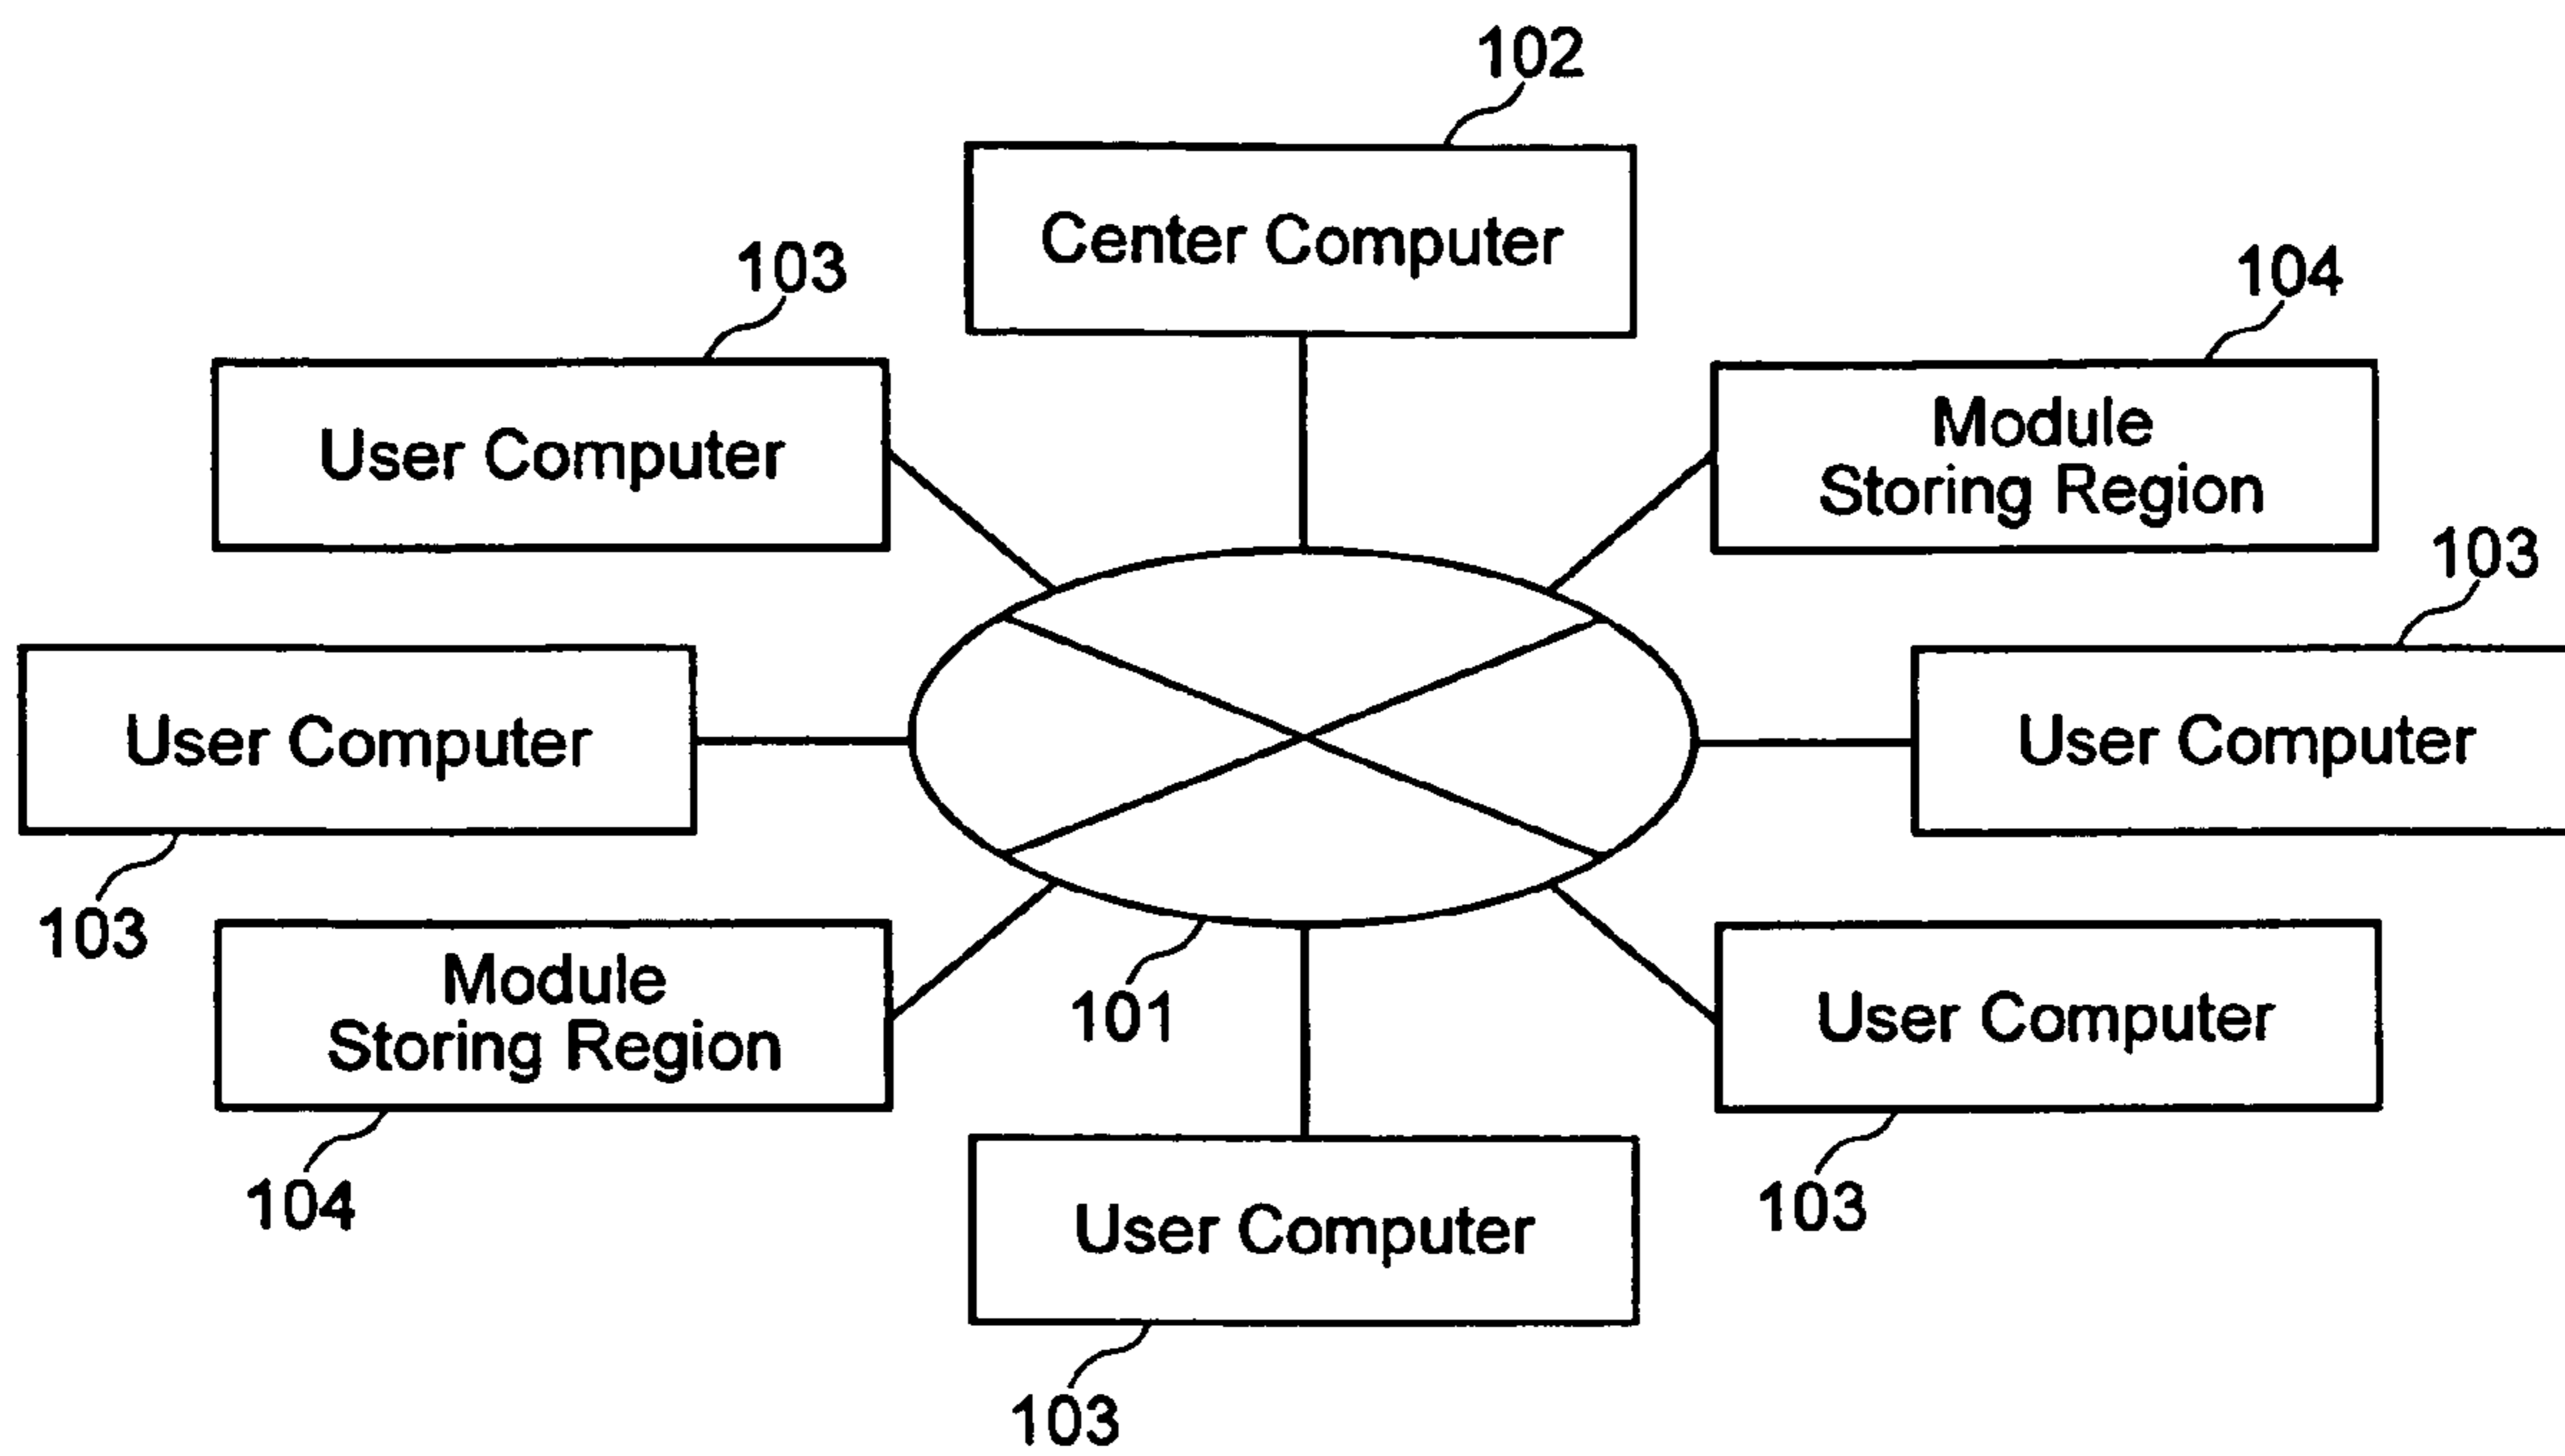 102
Center Computer
103
104
User Computer
Module
Storing Region
103
User Computer
User Computer
103
Module
Storing Region
101
User Computer
104
103
User Computer
103